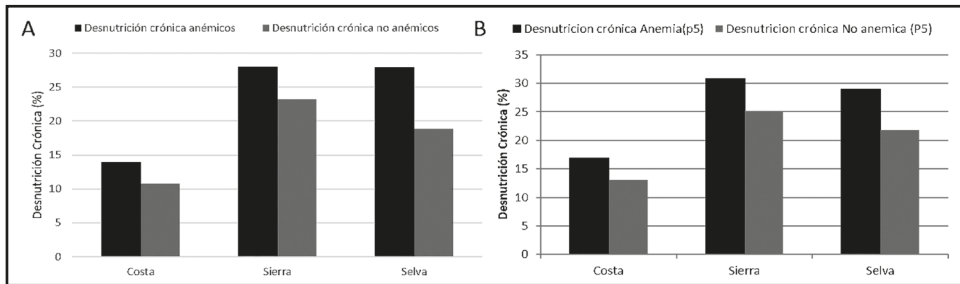 A
Desnutrición crónica anémicos Desnutrición crónica no anémicos
Desnutrición Crónica (%)
30
25
20
15
10
5
0
Costa Sierra Selva
B
Desnutricion crónica Anemia(p5) Desnutricion crónica No anemica (P5)
Desnutrición Crónica (%)
35
30
25
20
15
10
5
0
Costa Sierra Selva